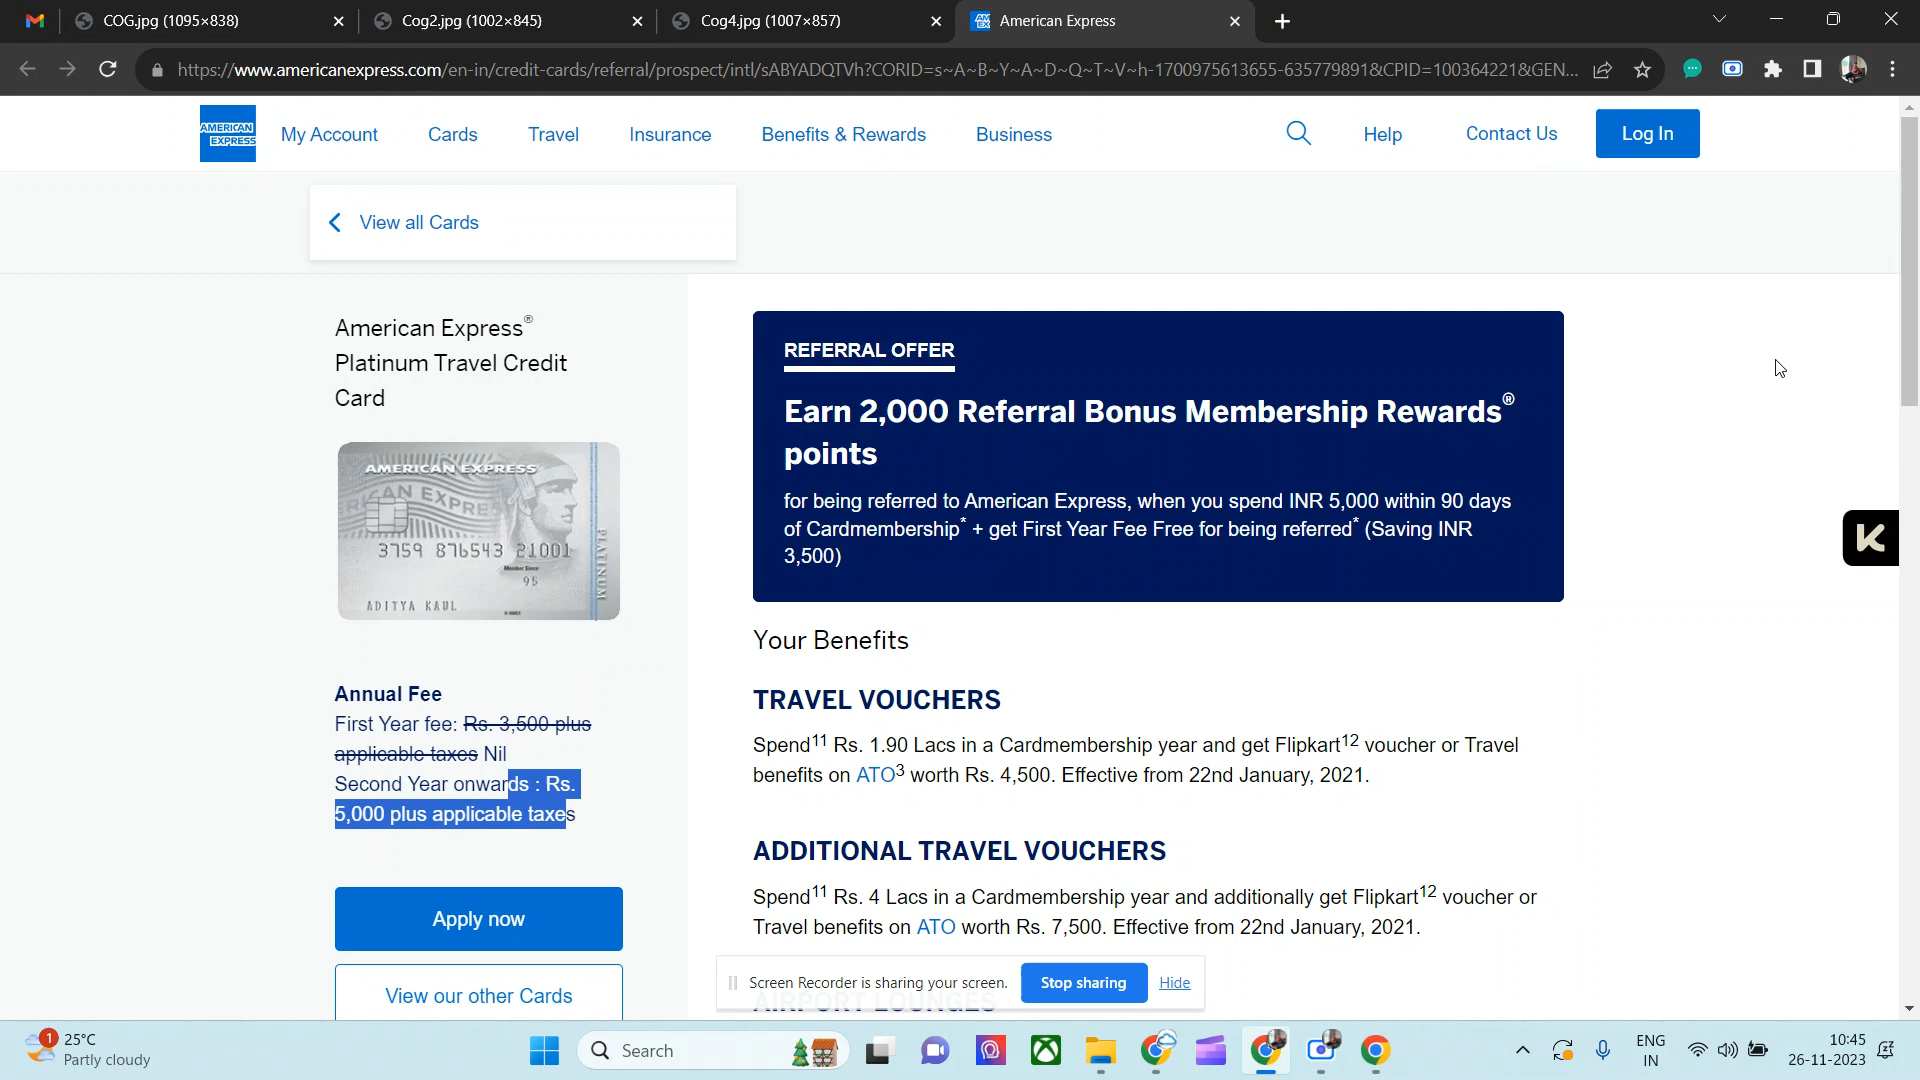 COG.jpg (1095×838)
Cog2.jpg (1002×845)
Cog4.jpg (1007×857)
American Express
https://www.americanexpress.com/en-in/credit-cards/referral/prospect/intl/sABYADQTVh?CORID=s~A~B~Y~A~D~Q~T~V~h-1700975613655-635779891&CPID=100364221&GEN...
AMERICAN
EXPRESS
My Account
Cards
Travel
Insurance
Benefits & Rewards
Business
Help
Contact Us
Log In
View all Cards
American Express®
Platinum Travel Credit
Card
AMERICAN EXPRESS
3759 876543 21001
Member Since
95
PLATINUM
ADITYA KAUL
Annual Fee
First Year fee: Rs. 3,500 plus
applicable taxes Nil
Second Year onwards : Rs.
5,000 plus applicable taxes
Apply now
View our other Cards
REFERRAL OFFER
Earn 2,000 Referral Bonus Membership Rewards®
points
for being referred to American Express, when you spend INR 5,000 within 90 days
of Cardmembership* + get First Year Fee Free for being referred* (Saving INR
3,500)
K
Your Benefits
TRAVEL VOUCHERS
Spend11 Rs. 1.90 Lacs in a Cardmembership year and get Flipkart12 voucher or Travel
benefits on ATO3 worth Rs. 4,500. Effective from 22nd January, 2021.
ADDITIONAL TRAVEL VOUCHERS
Spend11 Rs. 4 Lacs in a Cardmembership year and additionally get Flipkart12 voucher or
Travel benefits on ATO worth Rs. 7,500. Effective from 22nd January, 2021.
Screen Recorder is sharing your screen.
Stop sharing
Hide
AIRPORT LOUNGES
1
25°C
Partly cloudy
Search
ENG
IN
10:45
26-11-2023